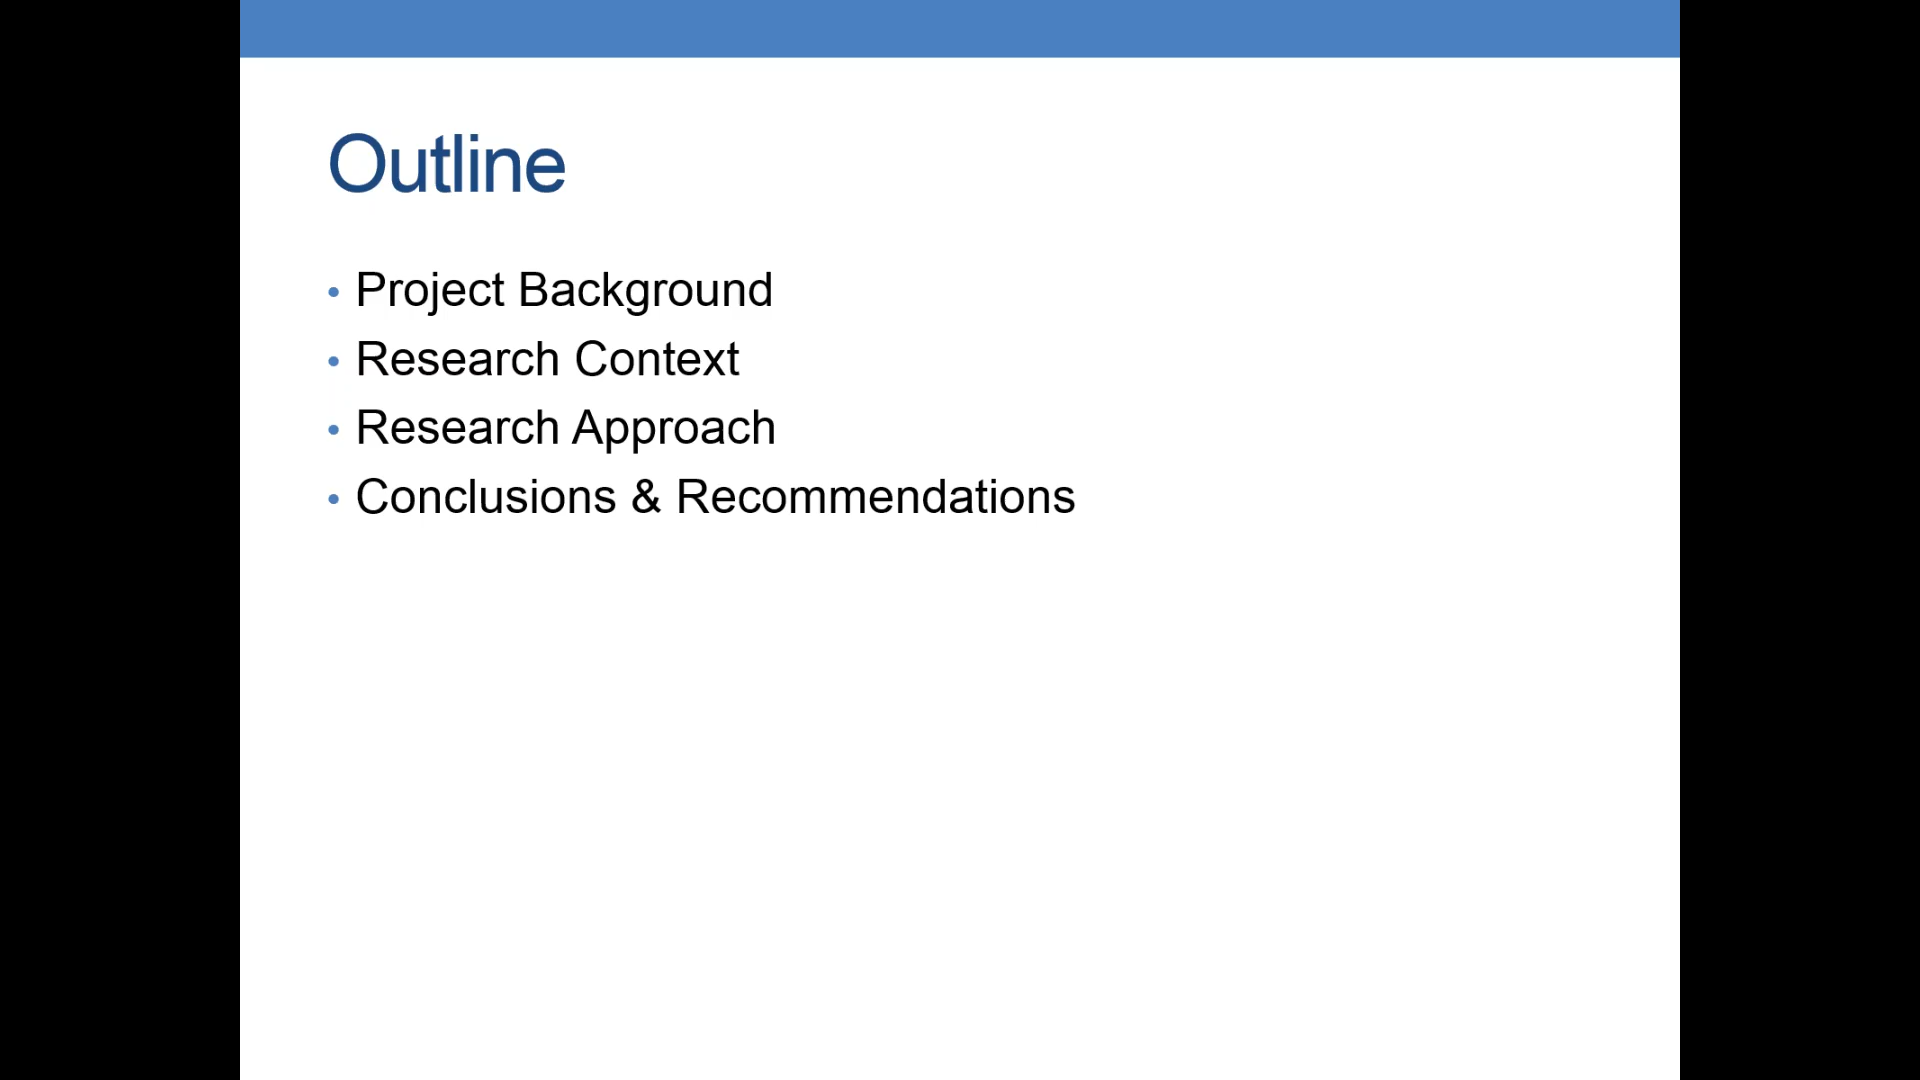 Outline
• Project Background
• Research Context
• Research Approach
• Conclusions & Recommendations